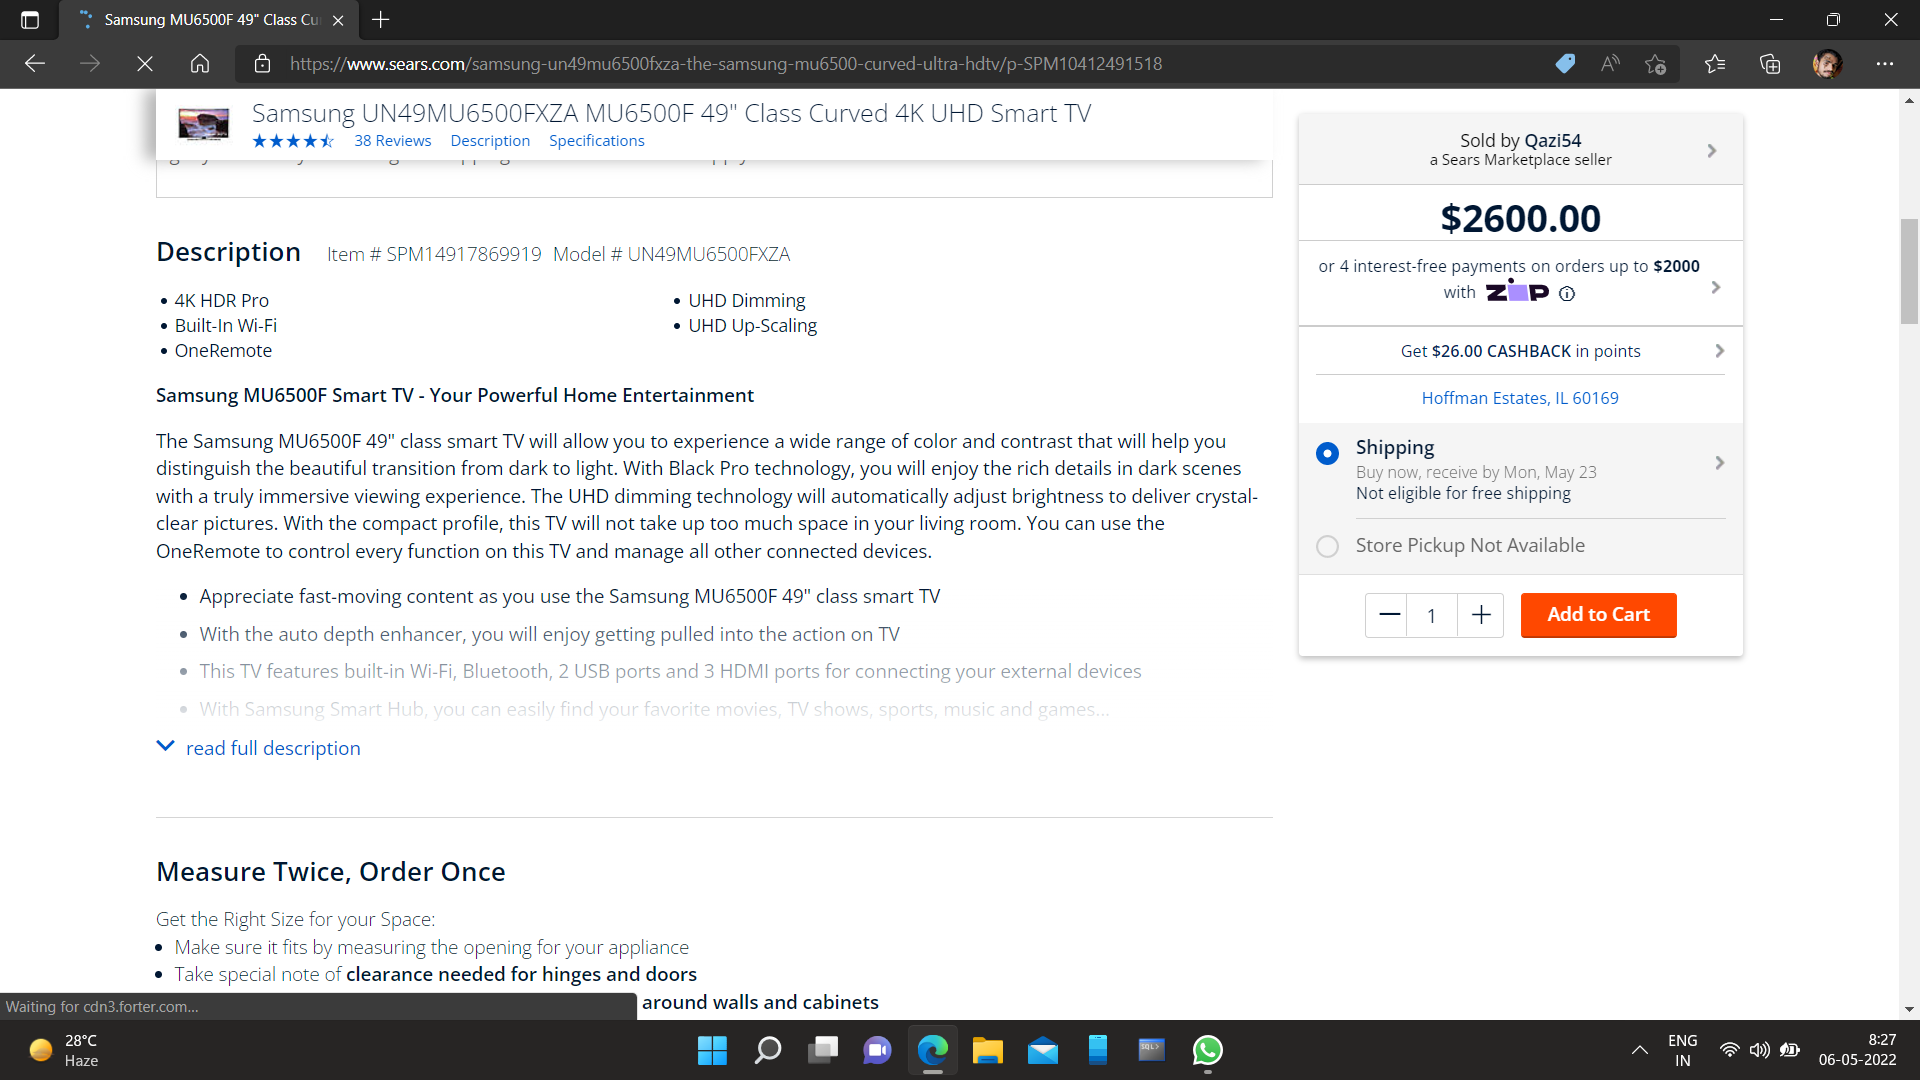 Samsung MU6500F 49" Class Cu
https://www.sears.com/samsung-un49mu6500fxza-the-samsung-mu6500-curved-ultra-hdtv/p-SPM10412491518
Samsung UN49MU6500FXZA MU6500F 49" Class Curved 4K UHD Smart TV
38 Reviews Description Specifications
Description Item # SPM14917869919 Model # UN49MU6500FXZA
• 4K HDR Pro
• Built-In Wi-Fi
• OneRemote
• UHD Dimming
• UHD Up-Scaling
Samsung MU6500F Smart TV - Your Powerful Home Entertainment
The Samsung MU6500F 49" class smart TV will allow you to experience a wide range of color and contrast that will help you
distinguish the beautiful transition from dark to light. With Black Pro technology, you will enjoy the rich details in dark scenes
with a truly immersive viewing experience. The UHD dimming technology will automatically adjust brightness to deliver crystal-
clear pictures. With the compact profile, this TV will not take up too much space in your living room. You can use the
OneRemote to control every function on this TV and manage all other connected devices.
• Appreciate fast-moving content as you use the Samsung MU6500F 49" class smart TV
• With the auto depth enhancer, you will enjoy getting pulled into the action on TV
• This TV features built-in Wi-Fi, Bluetooth, 2 USB ports and 3 HDMI ports for connecting your external devices
• With Samsung Smart Hub, you can easily find your favorite movies, TV shows, sports, music and games...
read full description
Measure Twice, Order Once
Get the Right Size for your Space:
• Make sure it fits by measuring the opening for your appliance
• Take special note of clearance needed for hinges and doors
around walls and cabinets
Sold by Qazi54
a Sears Marketplace seller
$2600.00
or 4 interest-free payments on orders up to $2000
with ZIP
Get $26.00 CASHBACK in points
Hoffman Estates, IL 60169
Shipping
Buy now, receive by Mon, May 23
Not eligible for free shipping
Store Pickup Not Available
1
Add to Cart
Waiting for cdn3.forter.com...
28°C
Haze
SQL>
ENG
IN
8:27
06-05-2022